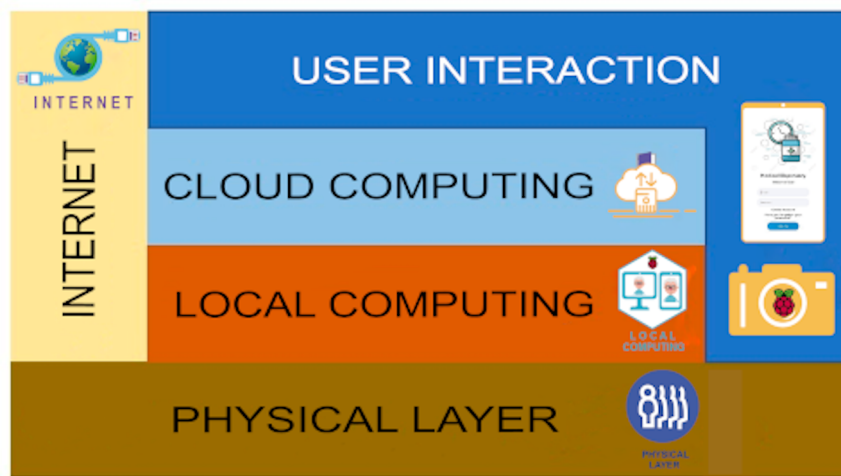 INTERNET
INTERNET
USER INTERACTION
CLOUD COMPUTING
LOCAL COMPUTING
LOCAL
COMPUTING
PHYSICAL LAYER
PHYSICAL
LAYER